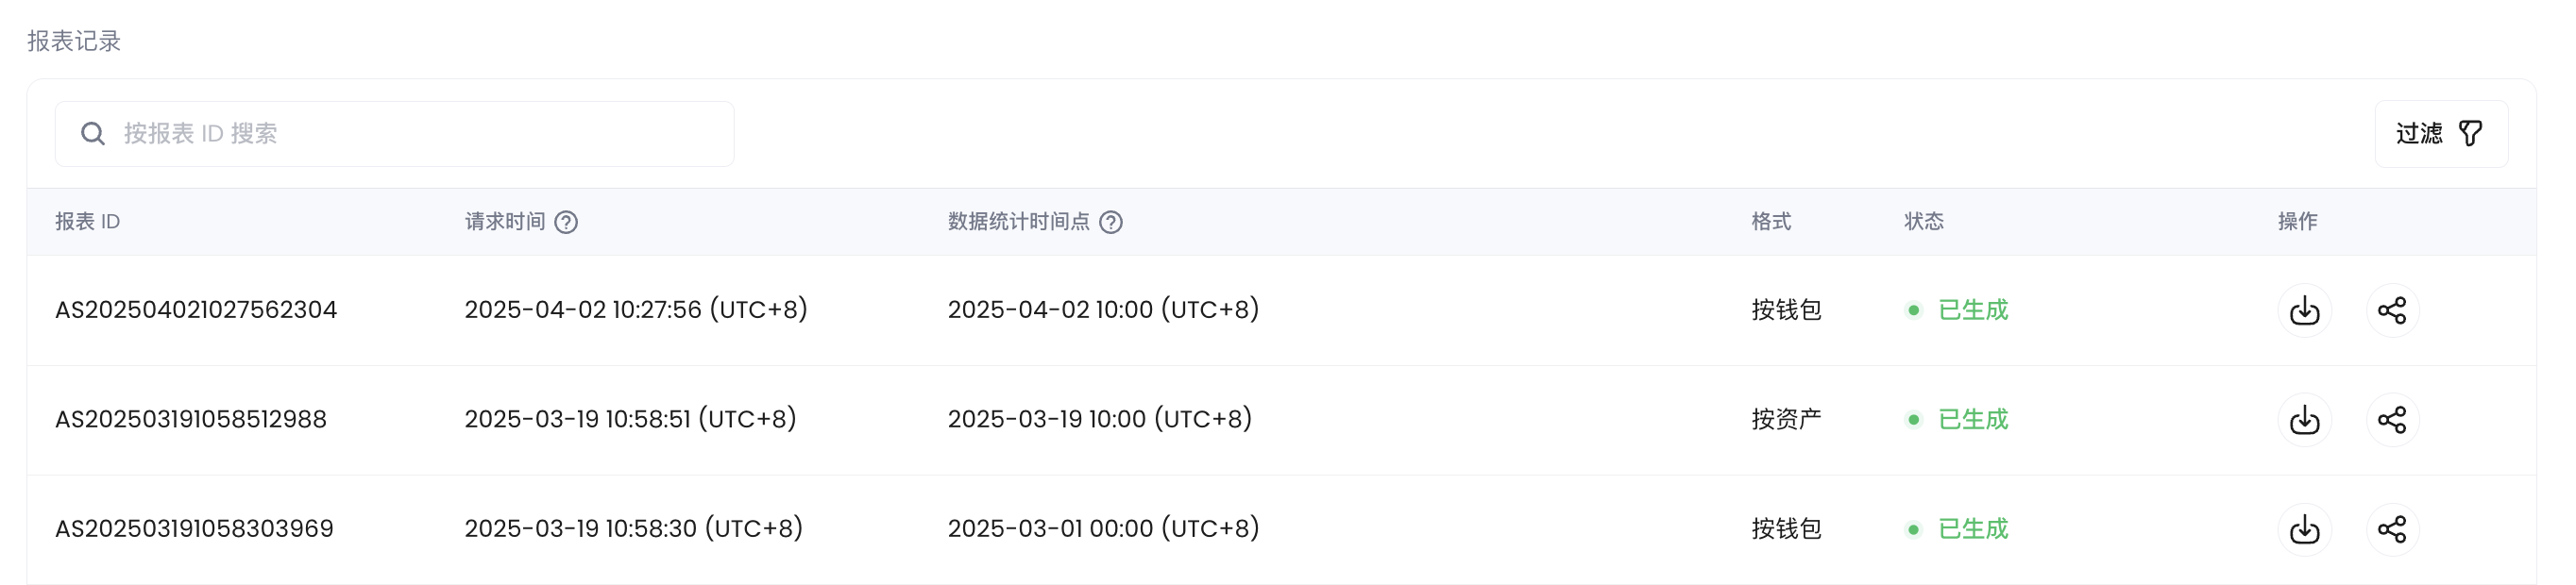 报表记录
按报表 ID 搜索
过滤
报表 ID 请求时间 数据统计时间点 格式 状态 操作
AS202504021027562304 2025-04-02 10:27:56 (UTC+8) 2025-04-02 10:00 (UTC+8) 按钱包 已生成
AS202503191058512988 2025-03-19 10:58:51 (UTC+8) 2025-03-19 10:00 (UTC+8) 按资产 已生成
AS202503191058303969 2025-03-19 10:58:30 (UTC+8) 2025-03-01 00:00 (UTC+8) 按钱包 已生成